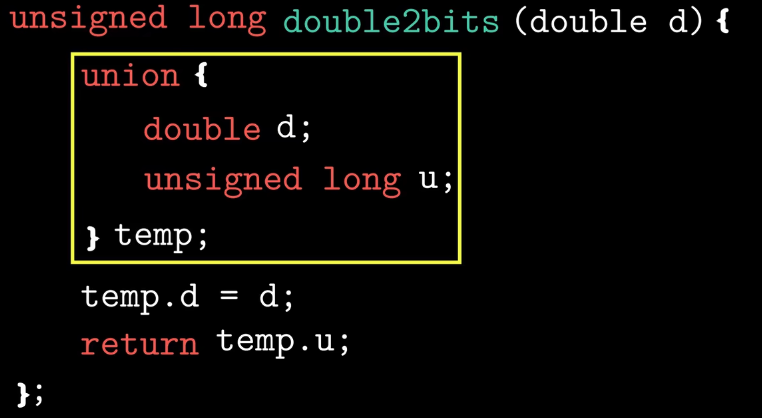 unsigned long double2bits (double d) {
union {
double d;
unsigned long u;
} temp;
temp.d = d;
return temp.u;
};